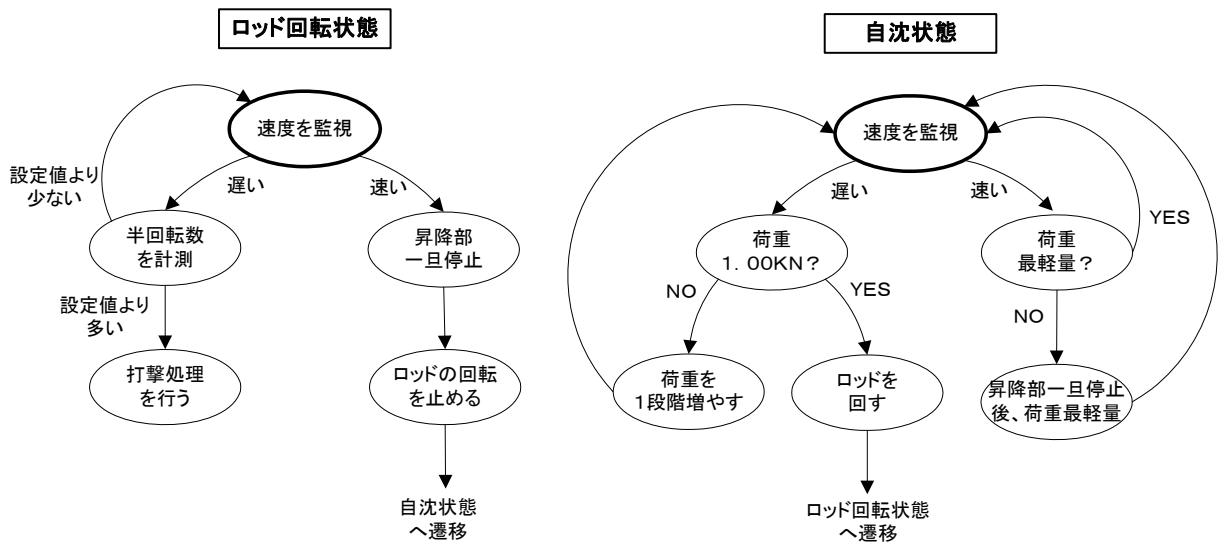 ロッド回転状態
速度を監視
設定値より
少ない
遅い
速い
半回転数
を計測
昇降部
一旦停止
設定値より
多い
打撃処理
を行う
ロッドの回転
を止める
自沈状態
へ遷移
自沈状態
速度を監視
遅い
速い
YES
荷重
1．00KN？
荷重
最軽量？
NO
YES
NO
荷重を
1段階増やす
ロッドを
回す
昇降部一旦停止
後、荷重最軽量
ロッド回転状態
へ遷移